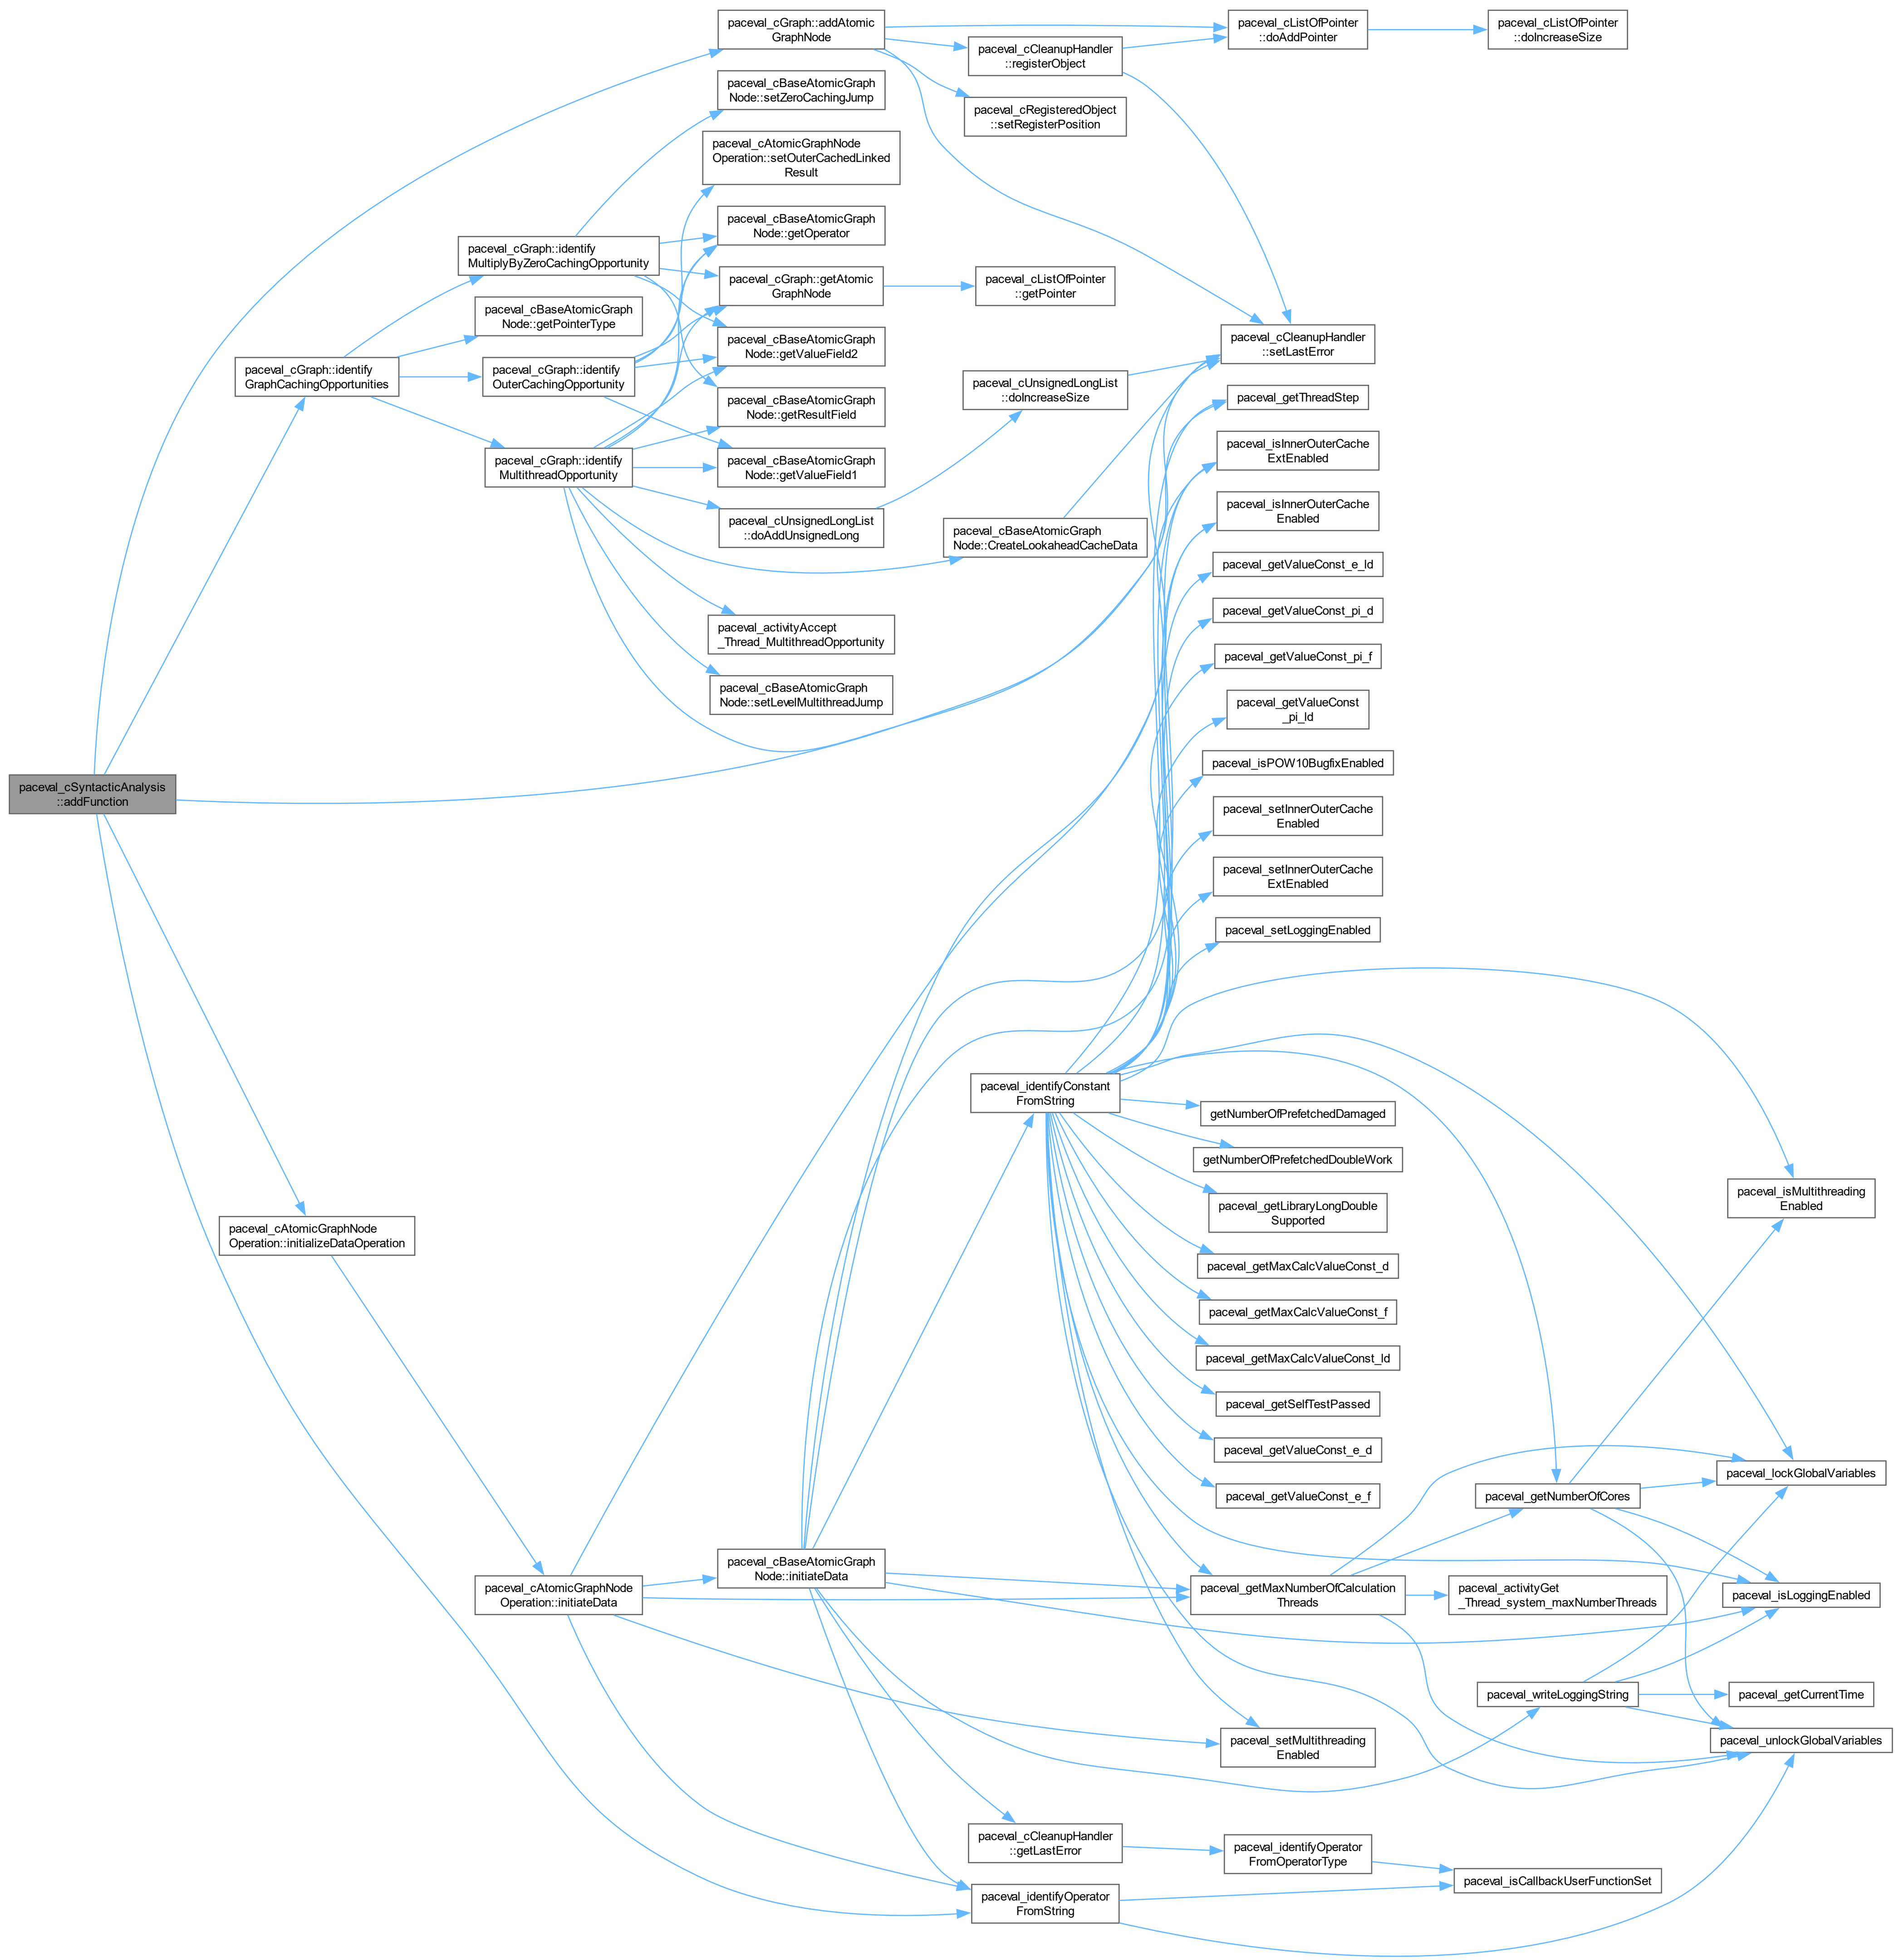 paceval_cSyntacticAnalysis
::addFunction
paceval_cGraph::identify
GraphCachingOpportunities
paceval_cAtomicGraphNode
Operation::initializeDataOperation
paceval_cGraph::identify
MultiplyByZeroCachingOpportunity
paceval_cBaseAtomicGraph
Node::getPointerType
paceval_cGraph::identify
OuterCachingOpportunity
paceval_cGraph::identify
MultithreadOpportunity
paceval_cAtomicGraphNode
Operation::initiateData
paceval_cGraph::addAtomic
GraphNode
paceval_cBaseAtomicGraph
Node::setZeroCachingJump
paceval_cAtomicGraphNode
Operation::setOuterCachedLinked
Result
paceval_cBaseAtomicGraph
Node::getOperator
paceval_cGraph::getAtomic
GraphNode
paceval_cBaseAtomicGraph
Node::getValueField2
paceval_cBaseAtomicGraph
Node::getResultField
paceval_cBaseAtomicGraph
Node::getValueField1
paceval_cUnsignedLongList
::doAddUnsignedLong
paceval_activityAccept
_Thread_MultithreadOpportunity
paceval_cBaseAtomicGraph
Node::setLevelMultithreadJump
paceval_cBaseAtomicGraph
Node::initiateData
paceval_cCleanupHandler
::registerObject
paceval_cRegisteredObject
::setRegisterPosition
paceval_cListOfPointer
::getPointer
paceval_cUnsignedLongList
::doIncreaseSize
paceval_cBaseAtomicGraph
Node::CreateLookaheadCacheData
paceval_identifyConstant
FromString
paceval_cCleanupHandler
::getLastError
paceval_identifyOperator
FromString
paceval_cListOfPointer
::doAddPointer
paceval_cCleanupHandler
::setLastError
paceval_getThreadStep
paceval_isInnerOuterCache
ExtEnabled
paceval_isInnerOuterCache
Enabled
paceval_getValueConst_e_ld
paceval_getValueConst_pi_d
paceval_getValueConst_pi_f
paceval_getValueConst
_pi_ld
paceval_isPOW10BugfixEnabled
paceval_setInnerOuterCache
Enabled
paceval_setInnerOuterCache
ExtEnabled
paceval_setLoggingEnabled
getNumberOfPrefetchedDamaged
getNumberOfPrefetchedDoubleWork
paceval_getLibraryLongDouble
Supported
paceval_getMaxCalcValueConst_d
paceval_getMaxCalcValueConst_f
paceval_getMaxCalcValueConst_ld
paceval_getSelfTestPassed
paceval_getValueConst_e_d
paceval_getValueConst_e_f
paceval_getMaxNumberOfCalculation
Threads
paceval_setMultithreading
Enabled
paceval_identifyOperator
FromOperatorType
paceval_cListOfPointer
::doIncreaseSize
paceval_getNumberOfCores
paceval_activityGet
_Thread_system_maxNumberThreads
paceval_writeLoggingString
paceval_isCallbackUserFunctionSet
paceval_isMultithreading
Enabled
paceval_lockGlobalVariables
paceval_isLoggingEnabled
paceval_getCurrentTime
paceval_unlockGlobalVariables